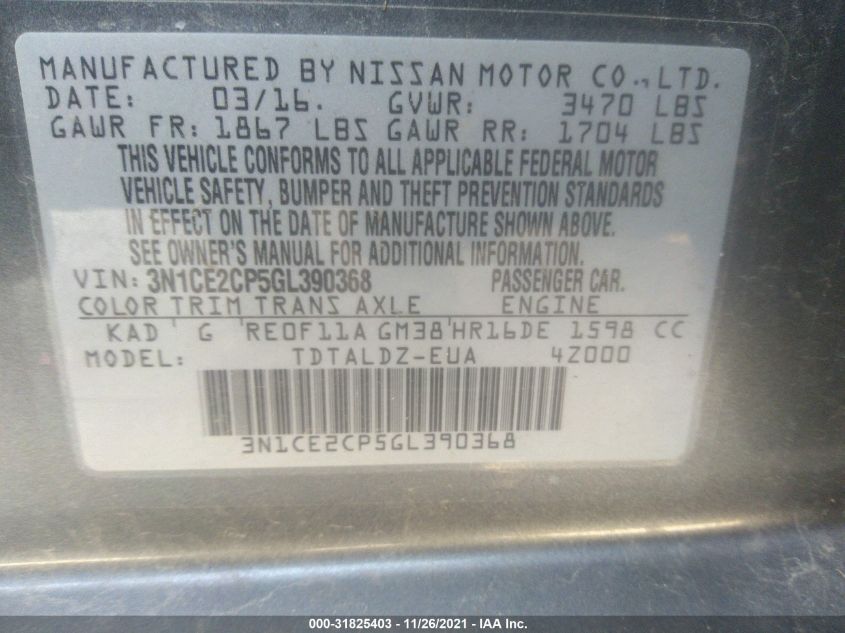 MANUFACTURED BY NISSAN MOTOR CO., LTD.
DATE: 03/16. GVWR: 3470 LBS
GAWR FR: 1867 LBS GAWR RR: 1704 LBS
THIS VEHICLE CONFORMS TO ALL APPLICABLE FEDERAL MOTOR
VEHICLE SAFETY, BUMPER AND THEFT PREVENTION STANDARDS
IN EFFECT ON THE DATE OF MANUFACTURE SHOWN ABOVE.
SEE OWNER'S MANUAL FOR ADDITIONAL INFORMATION.
VIN: 3N1CE2CP5GL390368 PASSENGER CAR.
COLOR TRIM TRANS AXLE ENGINE
KAD G RE0F11A GM38 HR16DE 1598 CC
MODEL: TDTALDZ-EUA 4Z000
3N1CE2CP5GL390368
000-31825403 - 11/26/2021 - IAA Inc.